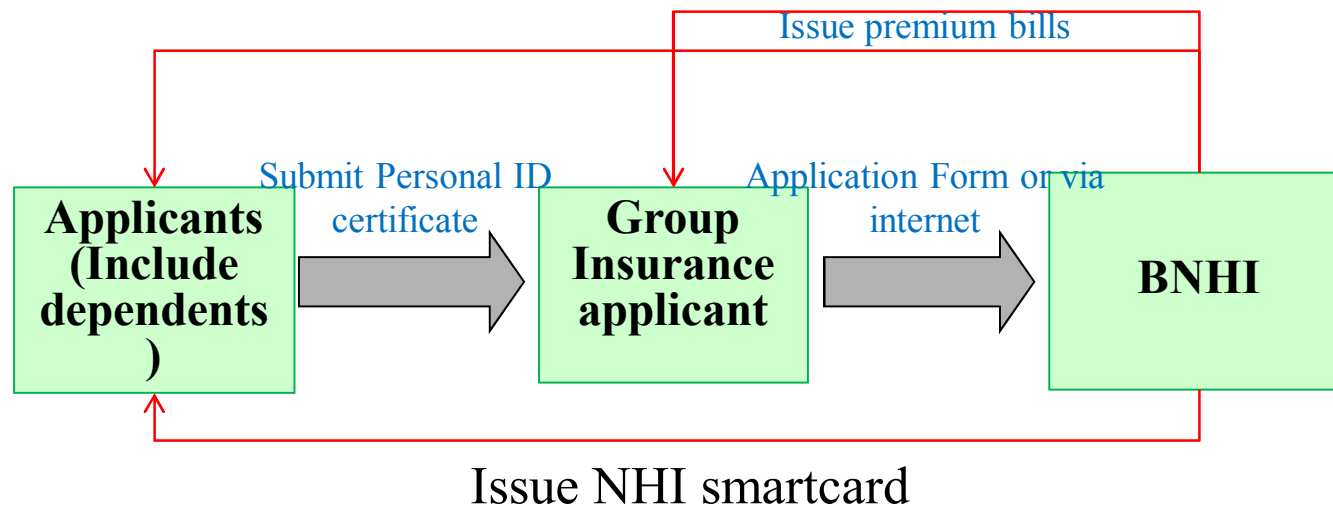 Issue premium bills
Submit Personal ID
certificate
Application Form or via
internet
Applicants
(Include
dependents
)
Group
Insurance
applicant
BNHI
Issue NHI smartcard